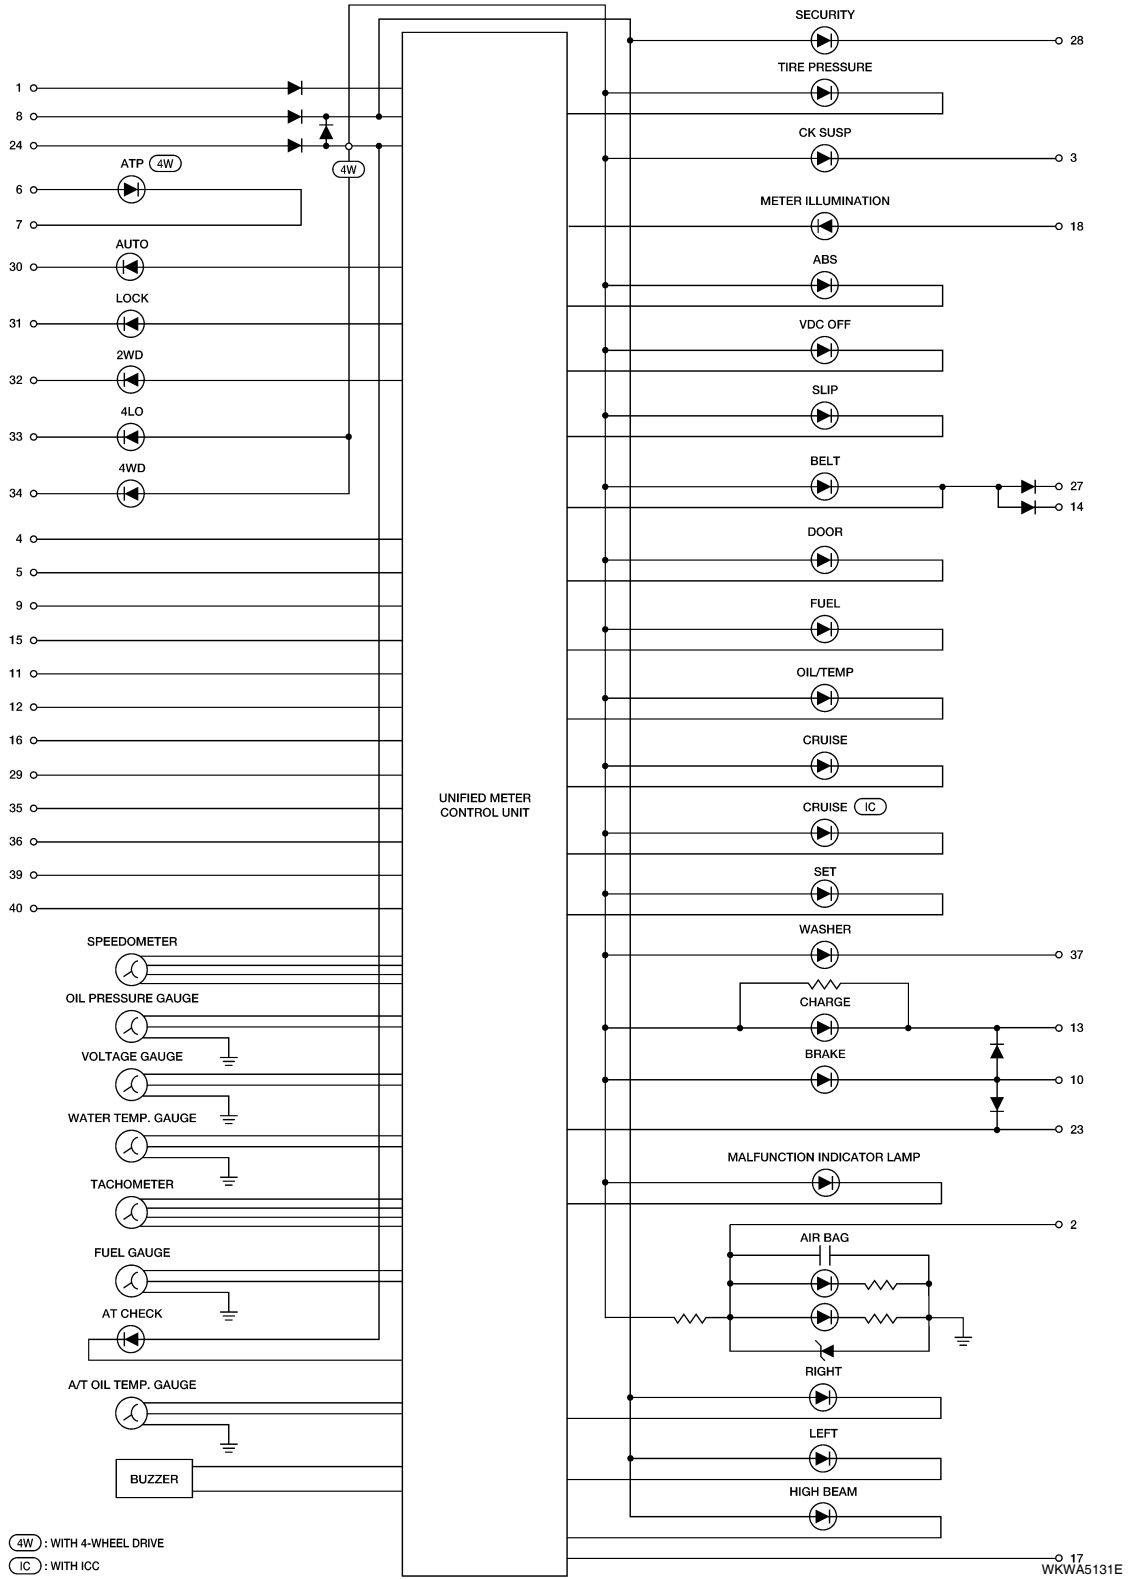 SECURITY
28
TIRE PRESSURE
1
8
CK SUSP
24
3
ATP 4W
4W
6
METER ILLUMINATION
7
18
AUTO
ABS
30
LOCK
31
VDC OFF
2WD
32
SLIP
4LO
33
BELT
4WD
27
34
14
DOOR
4
5
FUEL
9
15
OIL/TEMP
11
12
CRUISE
16
29
UNIFIED METER
CONTROL UNIT
CRUISE IC
35
36
SET
39
40
WASHER
SPEEDOMETER
37
OIL PRESSURE GAUGE
CHARGE
13
VOLTAGE GAUGE
BRAKE
10
WATER TEMP. GAUGE
23
MALFUNCTION INDICATOR LAMP
TACHOMETER
2
AIR BAG
FUEL GAUGE
AT CHECK
RIGHT
A/T OIL TEMP. GAUGE
LEFT
BUZZER
HIGH BEAM
4W : WITH 4-WHEEL DRIVE
17
IC : WITH ICC
WKWA5131E